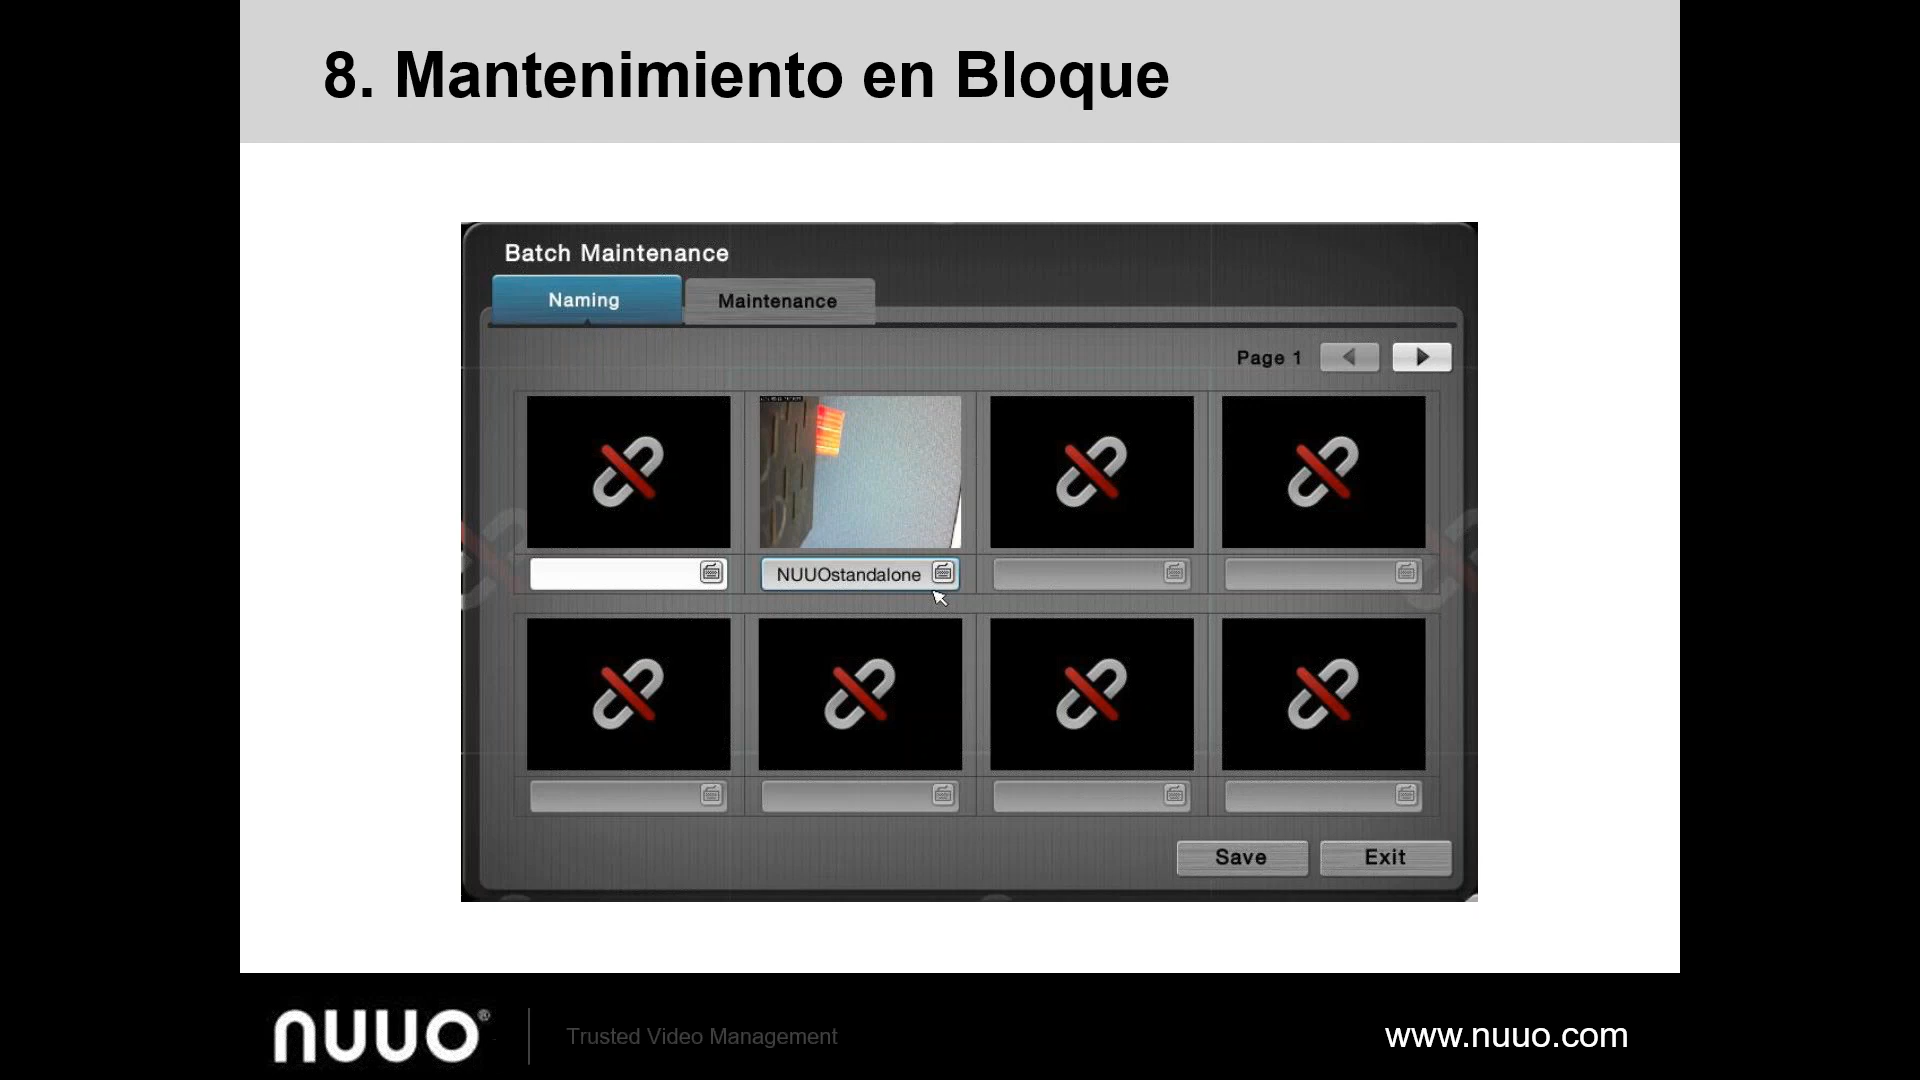 8. Mantenimiento en Bloque
Batch Maintenance
Naming
Maintenance
Page 1
NUUOstandalone
Save
Exit
nuuo®
Trusted Video Management
www.nuuo.com